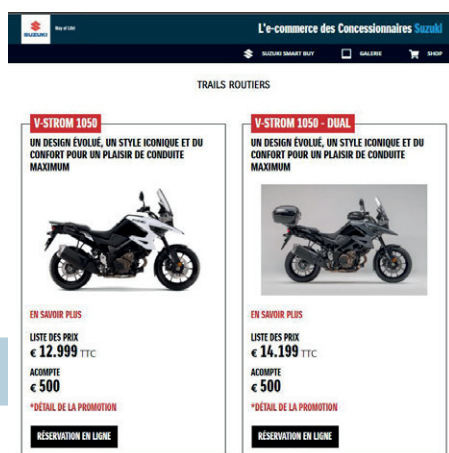 SUZUKI
Way of Life!
L'e-commerce des Concessionnaires Suzuki
SUZUKI SMART BUY
GALERIE
SHOP
TRAILS ROUTIERS
V-STROM 1050
UN DESIGN ÉVOLUÉ, UN STYLE ICONIQUE ET DU
CONFORT POUR UN PLAISIR DE CONDUITE
MAXIMUM
EN SAVOIR PLUS
LISTE DES PRIX
€ 12.999 TTC
ACOMPTE
€ 500
*DÉTAIL DE LA PROMOTION
RÉSERVATION EN LIGNE
V-STROM 1050 - DUAL
UN DESIGN ÉVOLUÉ, UN STYLE ICONIQUE ET DU
CONFORT POUR UN PLAISIR DE CONDUITE
MAXIMUM
EN SAVOIR PLUS
LISTE DES PRIX
€ 14.199 TTC
ACOMPTE
€ 500
*DÉTAIL DE LA PROMOTION
RÉSERVATION EN LIGNE